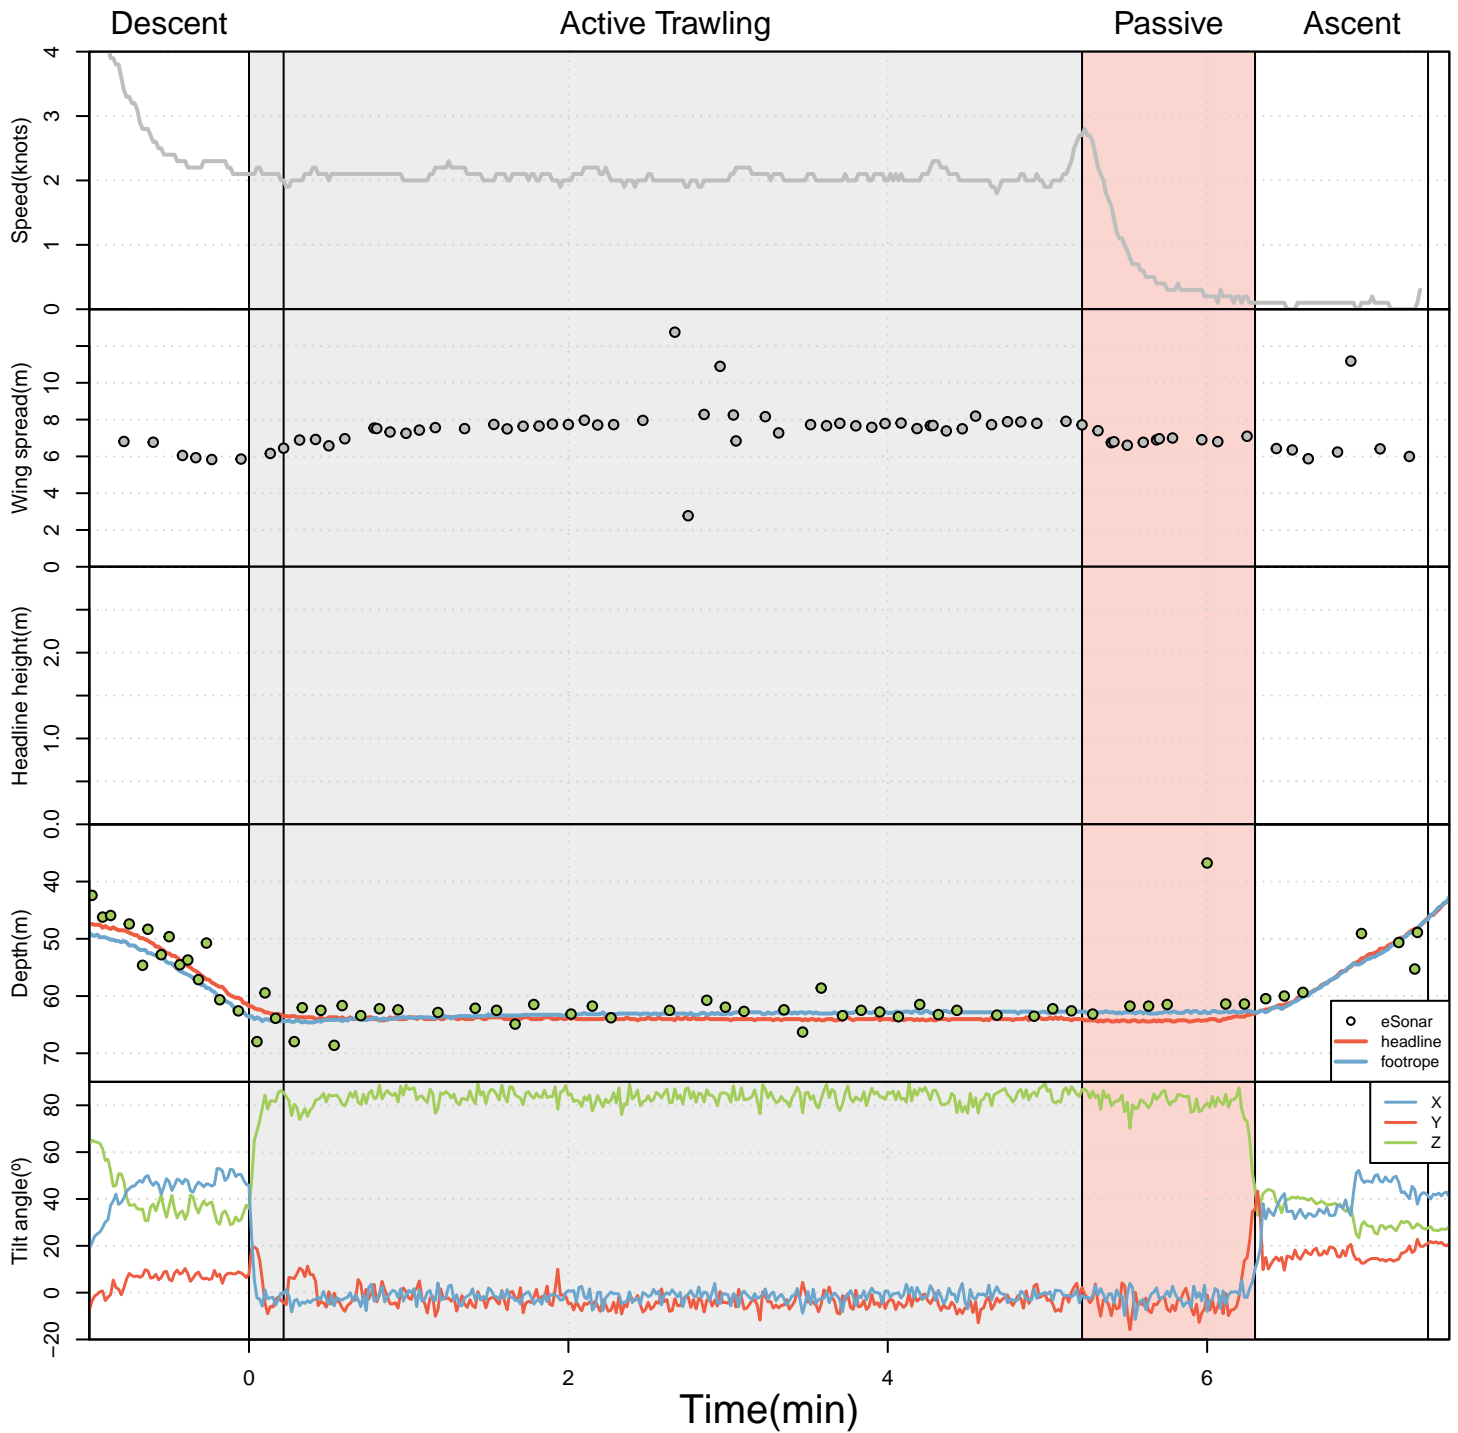 Descent Active Trawling Passive Ascent
Speed(knots)
4
3
2
1
0
Wing spread(m)
10
8
6
4
2
0
Headline height(m)
2.0
1.0
0.0
Depth(m)
40
50
60
70
eSonar
headline
footrope
Tilt angle(º)
80
60
40
20
0
−20
X
Y
Z
0 2 4 6
Time(min)